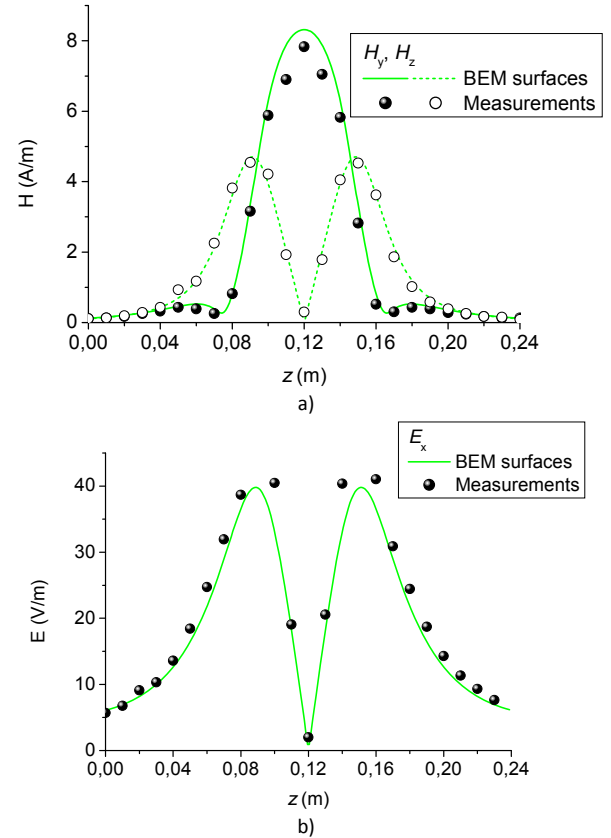 8
6
4
2
0
H (A/m)
H_y, H_z
BEM surfaces
Measurements
0,00 0,04 0,08 0,12 0,16 0,20 0,24
z (m)
a)
40
30
20
10
0
E (V/m)
E_x
BEM surfaces
Measurements
0,00 0,04 0,08 0,12 0,16 0,20 0,24
z (m)
b)